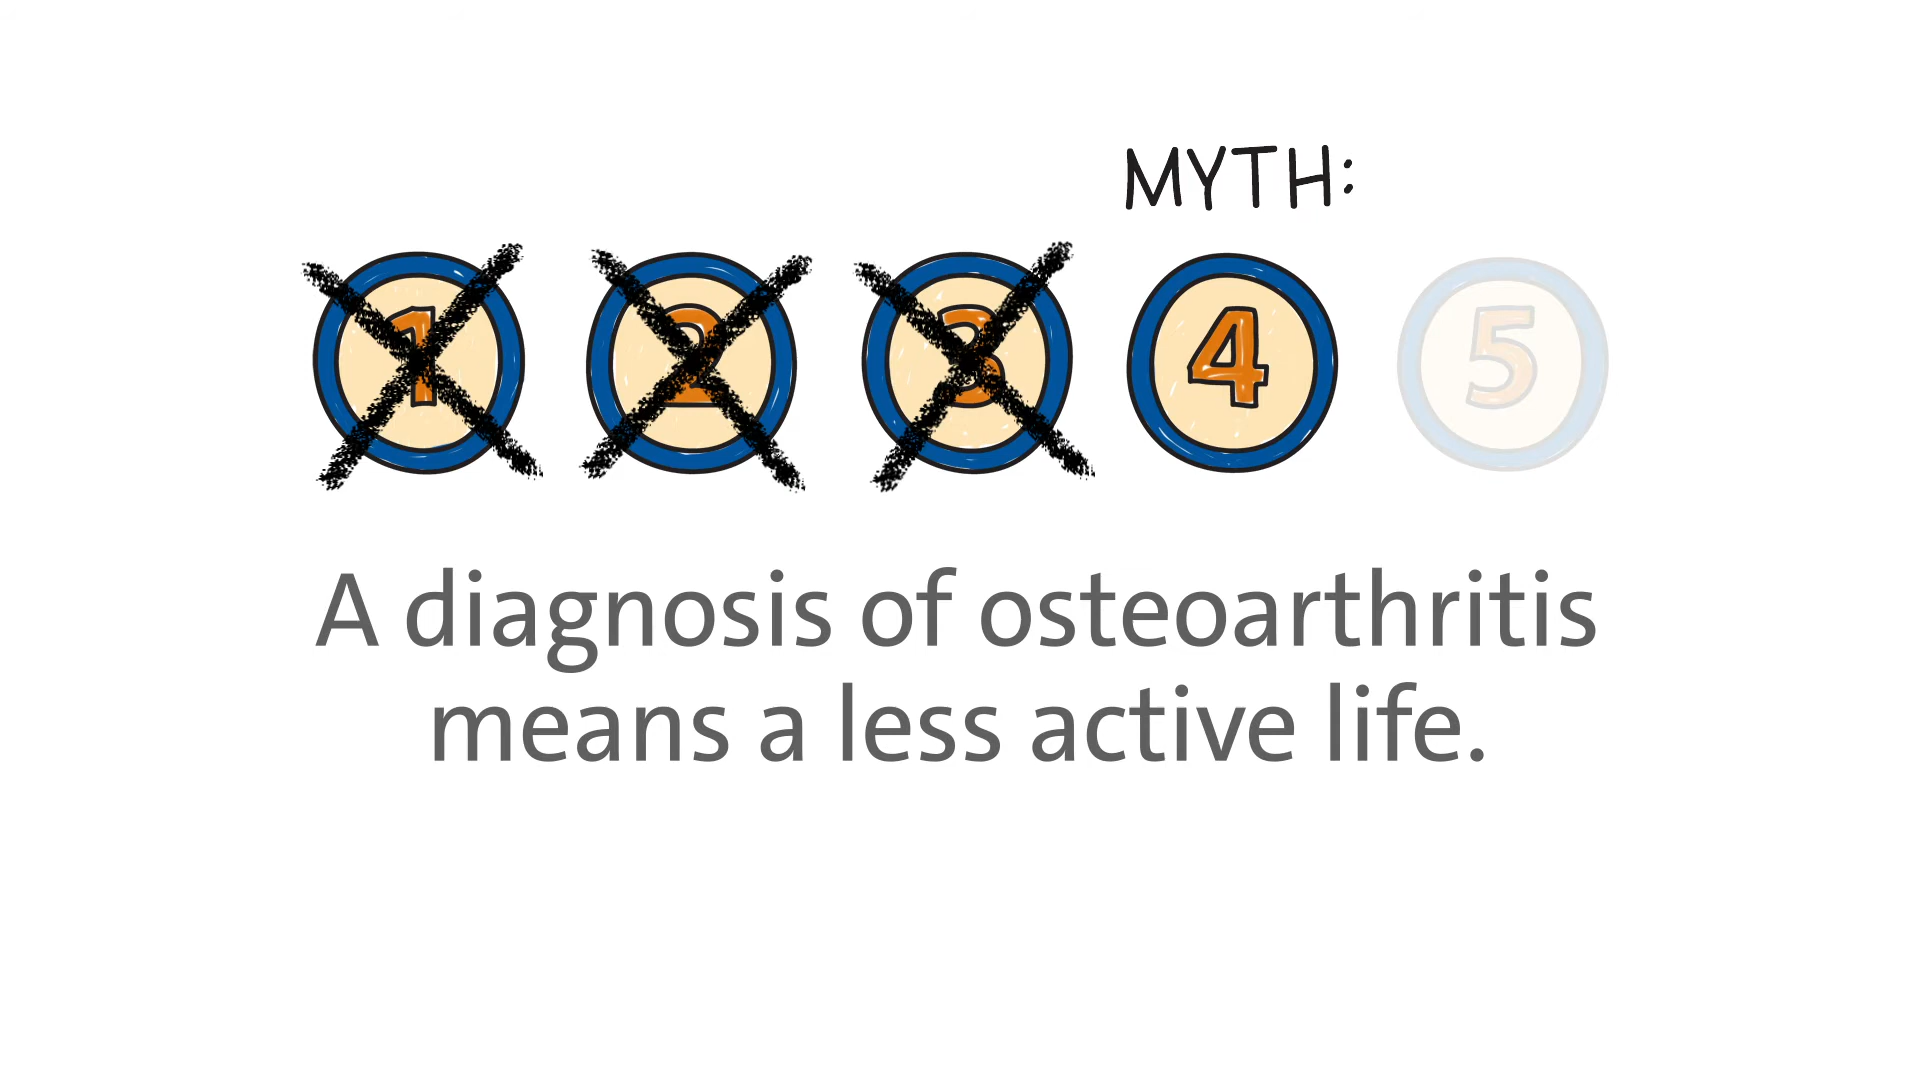 MYTH:
1 2 3 4 5
A diagnosis of osteoarthritis
means a less active life.